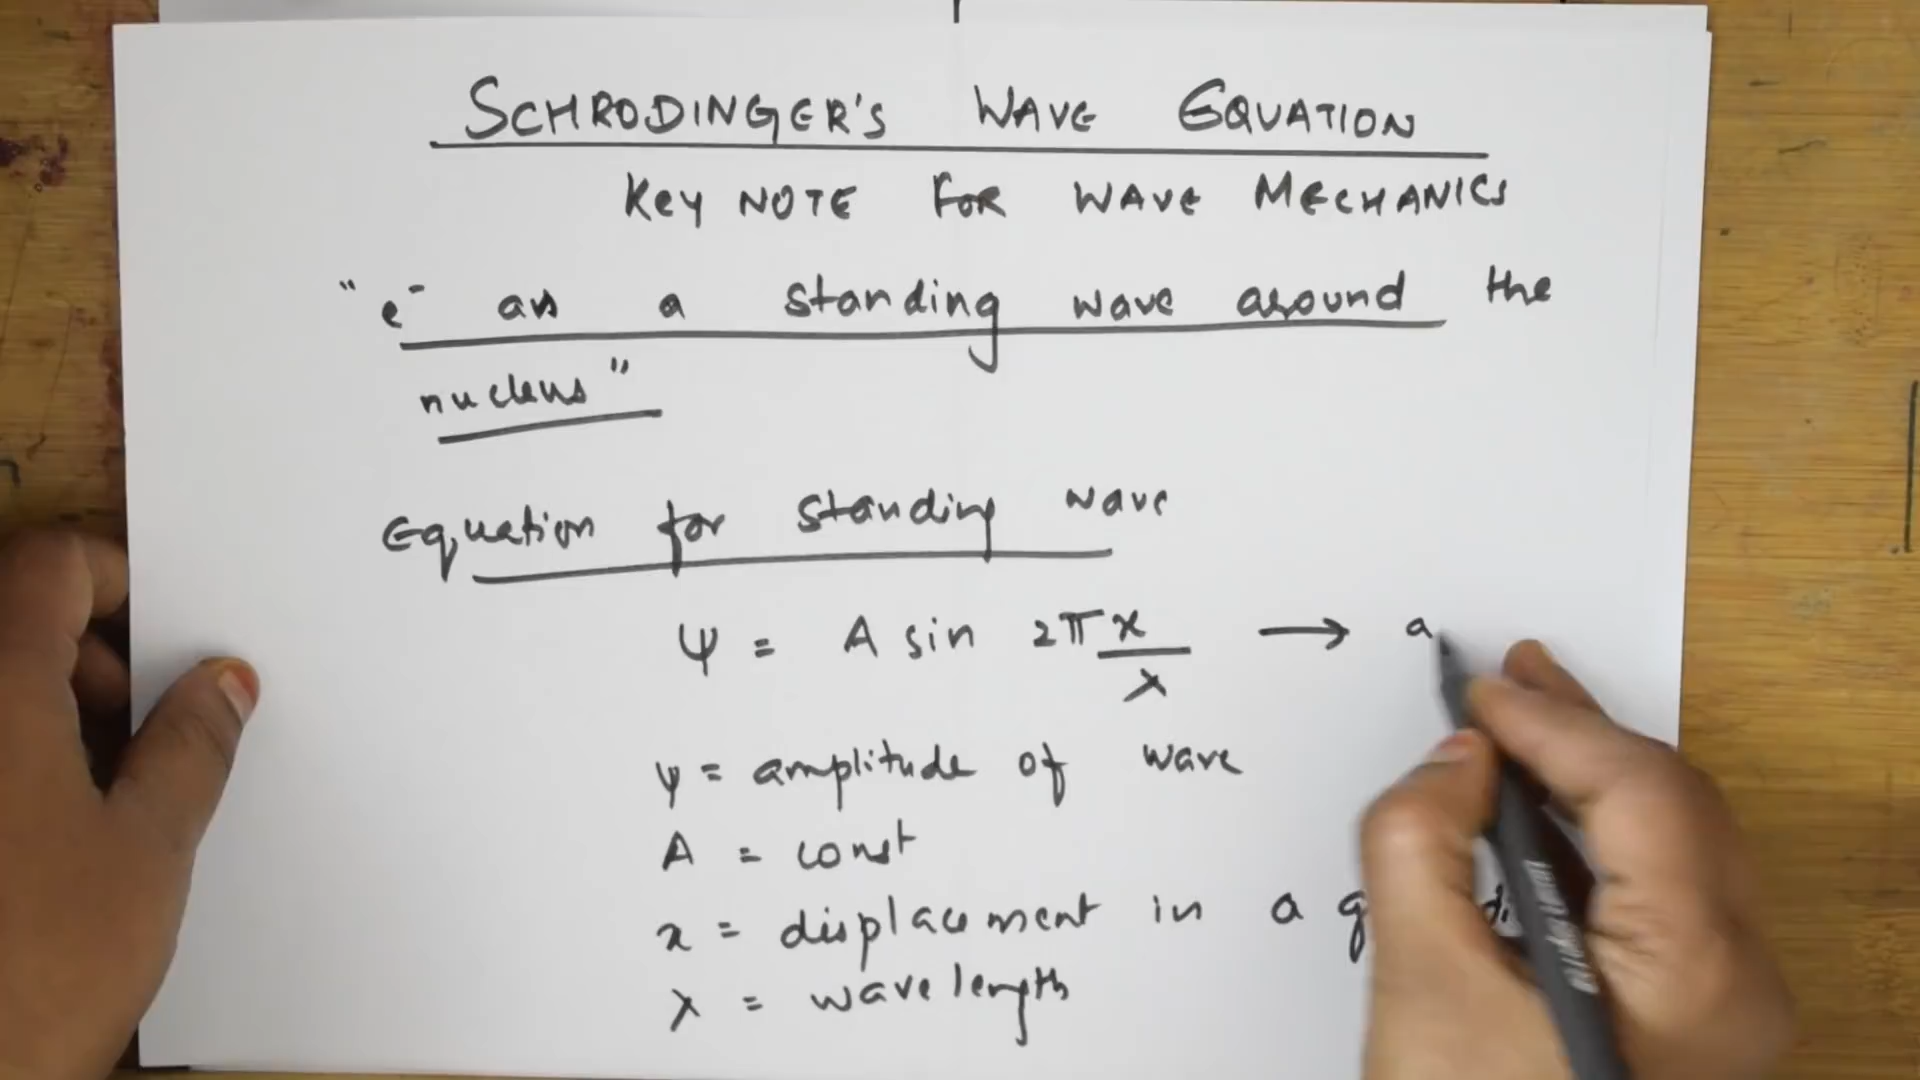 SCHRODINGER'S WAVE EQUATION
KEY NOTE FOR WAVE MECHANICS
"e⁻ as a standing wave around the
nucleus"
Equation for standing wave
ψ = A sin 2πx/λ → a
ψ = amplitude of wave
A = const
x = displacement in a
λ = wavelength